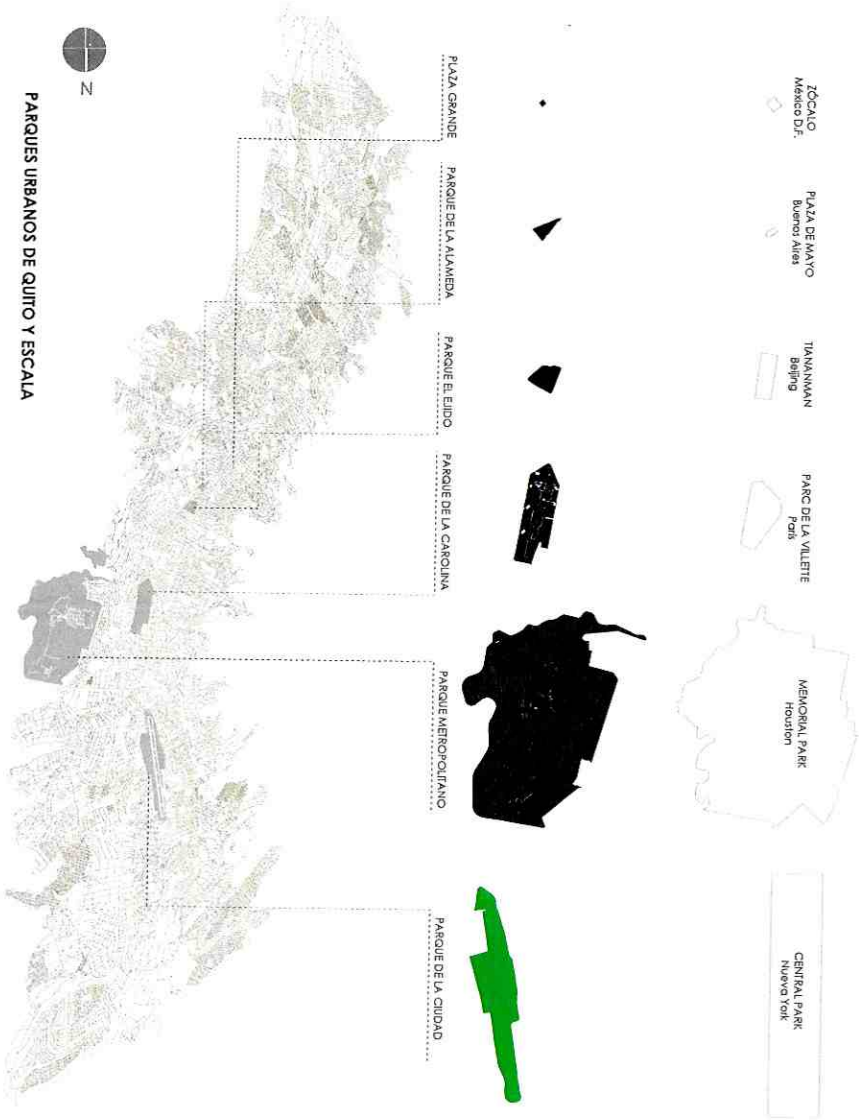 ZÓCALO
México D.F.
PLAZA DE MAYO
Buenos Aires
TIANANMAN
Beijing
PARC DE LA VILLETTE
París
MEMORIAL PARK
Houston
CENTRAL PARK
Nueva York
PLAZA GRANDE
PARQUE DE LA ALAMEDA
PARQUE EL EJIDO
PARQUE DE LA CAROLINA
PARQUE METROPOLITANO
PARQUE DE LA CIUDAD
N
PARQUES URBANOS DE QUITO Y ESCALA